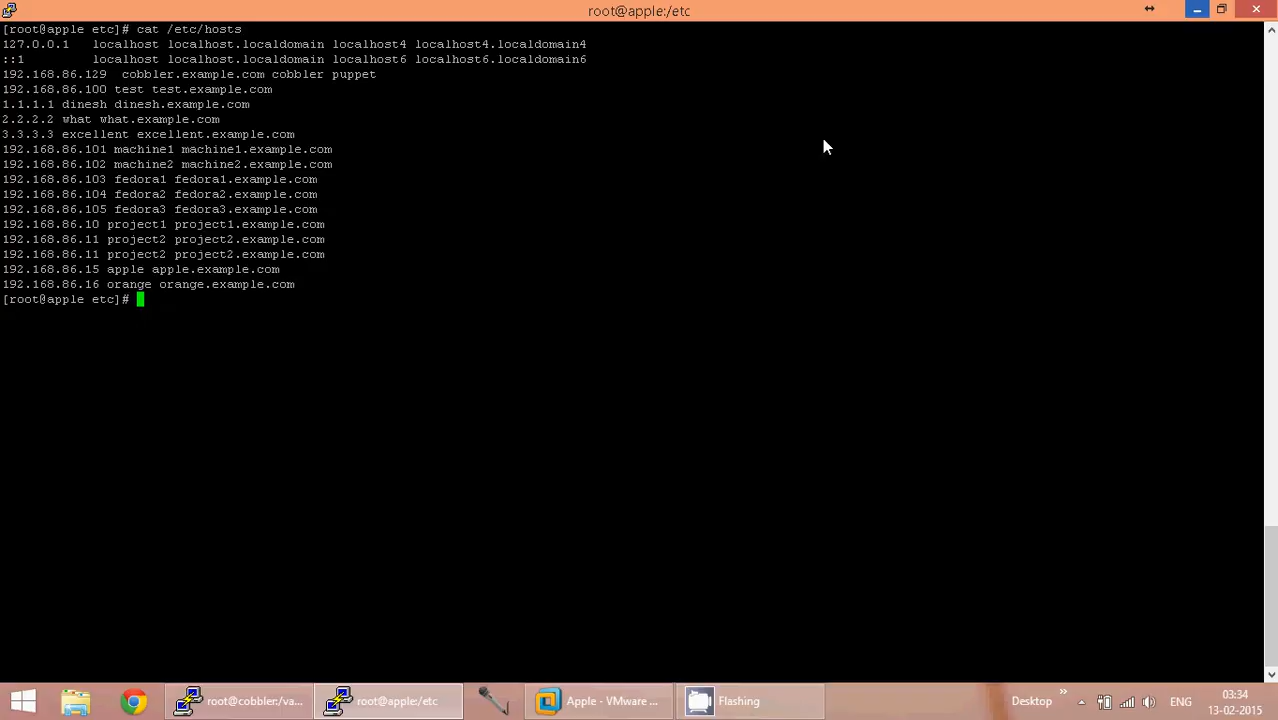 root@apple:/etc
[root@apple etc]# cat /etc/hosts
127.0.0.1   localhost localhost.localdomain localhost4 localhost4.localdomain4
::1         localhost localhost.localdomain localhost6 localhost6.localdomain6
192.168.86.129  cobbler.example.com cobbler puppet
192.168.86.100 test test.example.com
1.1.1.1 dinesh dinesh.example.com
2.2.2.2 what what.example.com
3.3.3.3 excellent excellent.example.com
192.168.86.101 machine1 machine1.example.com
192.168.86.102 machine2 machine2.example.com
192.168.86.103 fedora1 fedora1.example.com
192.168.86.104 fedora2 fedora2.example.com
192.168.86.105 fedora3 fedora3.example.com
192.168.86.10 project1 project1.example.com
192.168.86.11 project2 project2.example.com
192.168.86.11 project2 project2.example.com
192.168.86.15 apple apple.example.com
192.168.86.16 orange orange.example.com
[root@apple etc]#
root@cobbler:/va... root@apple:/etc Apple - VMware ... Flashing Desktop » ENG 03:34
13-02-2015